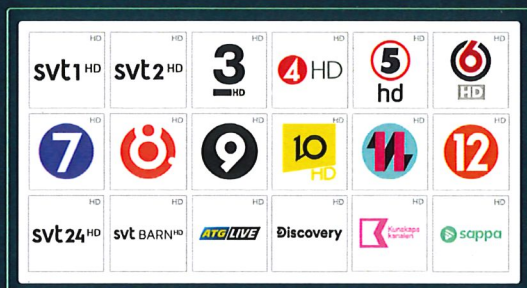 HD HD HD HD HD HD
svt1 HD svt2 HD 3 HD 4 HD 5 hd 6 HD
HD HD HD HD HD HD
7 8 9 10 HD 11 12
HD HD HD HD HD HD
svt24 HD svt BARN HD ATG LIVE Discovery Kunskaps kanalen sappa